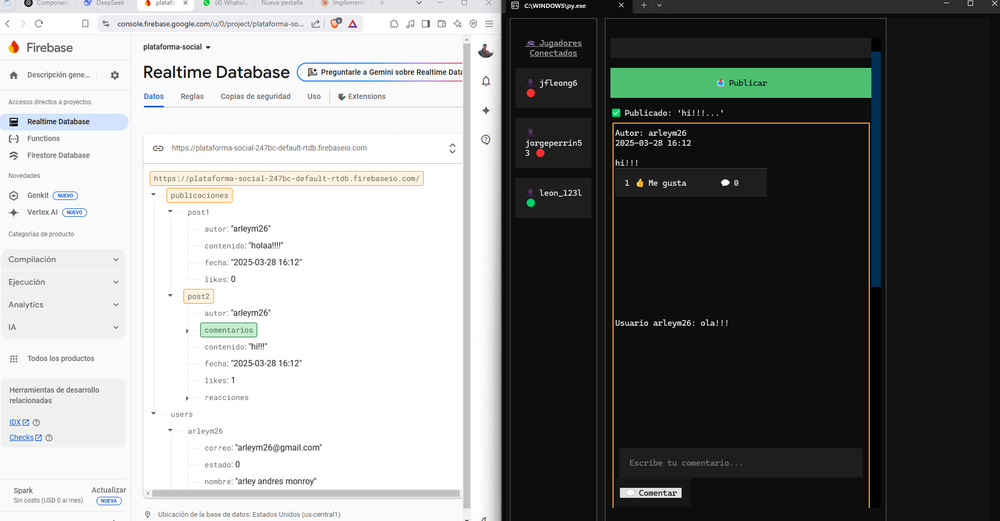 Component
DeepSeek -
platafo
(4) WhatsA
Nueva pestaña
Implementi
console.firebase.google.com/u/0/project/plataforma-so...
6
Firebase
Descripción gene...
Accesos directos a proyectos
Realtime Database
Functions
Firestore Database
Novedades
Genkit NUEVO
Vertex AI NUEVO
Categorías de producto
Compilación
Ejecución
Analytics
IA
Todos los productos
Herramientas de desarrollo
relacionadas
IDX
Checks
Spark
Sin costo (USD 0 al mes)
Actualizar
NUEVA
plataforma-social
Realtime Database
Preguntarle a Gemini sobre Realtime Data
Datos Reglas Copias de seguridad Uso Extensions
https://plataforma-social-247bc-default-rtdb.firebaseio.com
https://plataforma-social-247bc-default-rtdb.firebaseio.com/
publicaciones
post1
autor: "arleym26"
contenido: "holaa!!!!"
fecha: "2025-03-28 16:12"
likes: 0
post2
autor: "arleym26"
comentarios
contenido: "hi!!!"
fecha: "2025-03-28 16:12"
likes: 1
reacciones
users
arleym26
correo: "arleym26@gmail.com"
estado: 0
nombre: "arley andres monroy"
Ubicación de la base de datos: Estados Unidos (us-central1)
C:\WINDOWS\py.exe
🎮 Jugadores
Conectados
👤 jfleong6
🔴
👤
jorgeperrin5
3 🔴
👤 leon_123l
🟢
📤 Publicar
✅ Publicado: 'hi!!!...'
Autor: arleym26
2025-03-28 16:12
hi!!!
1 👍 Me gusta 💬 0
Usuario arleym26: ola!!!
Escribe tu comentario...
💬 Comentar